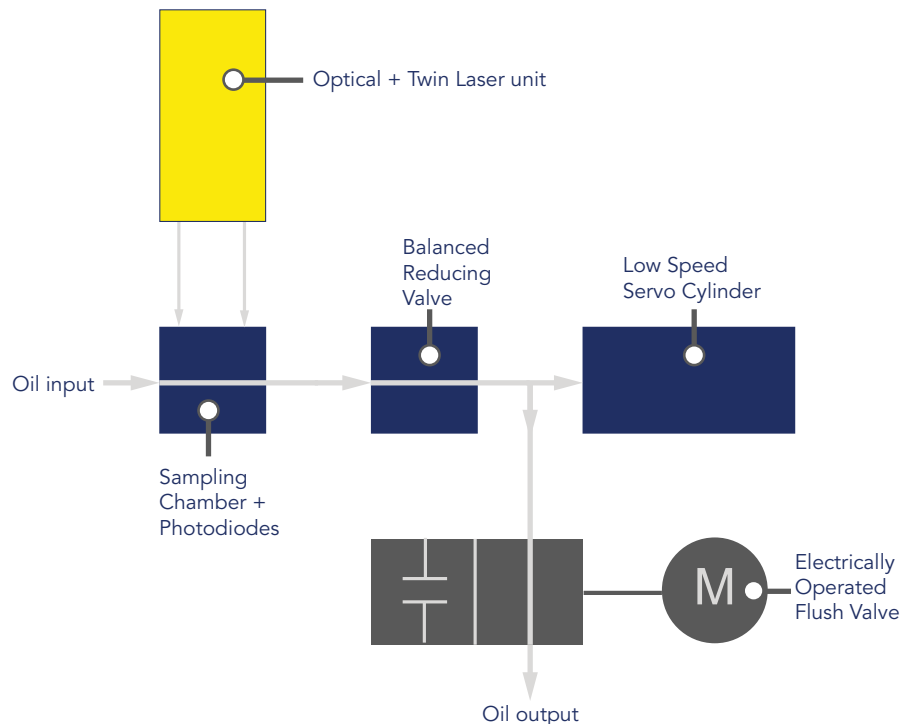 Optical + Twin Laser unit
Balanced
Reducing
Valve
Low Speed
Servo Cylinder
Oil input
Sampling
Chamber +
Photodiodes
M
Electrically
Operated
Flush Valve
Oil output